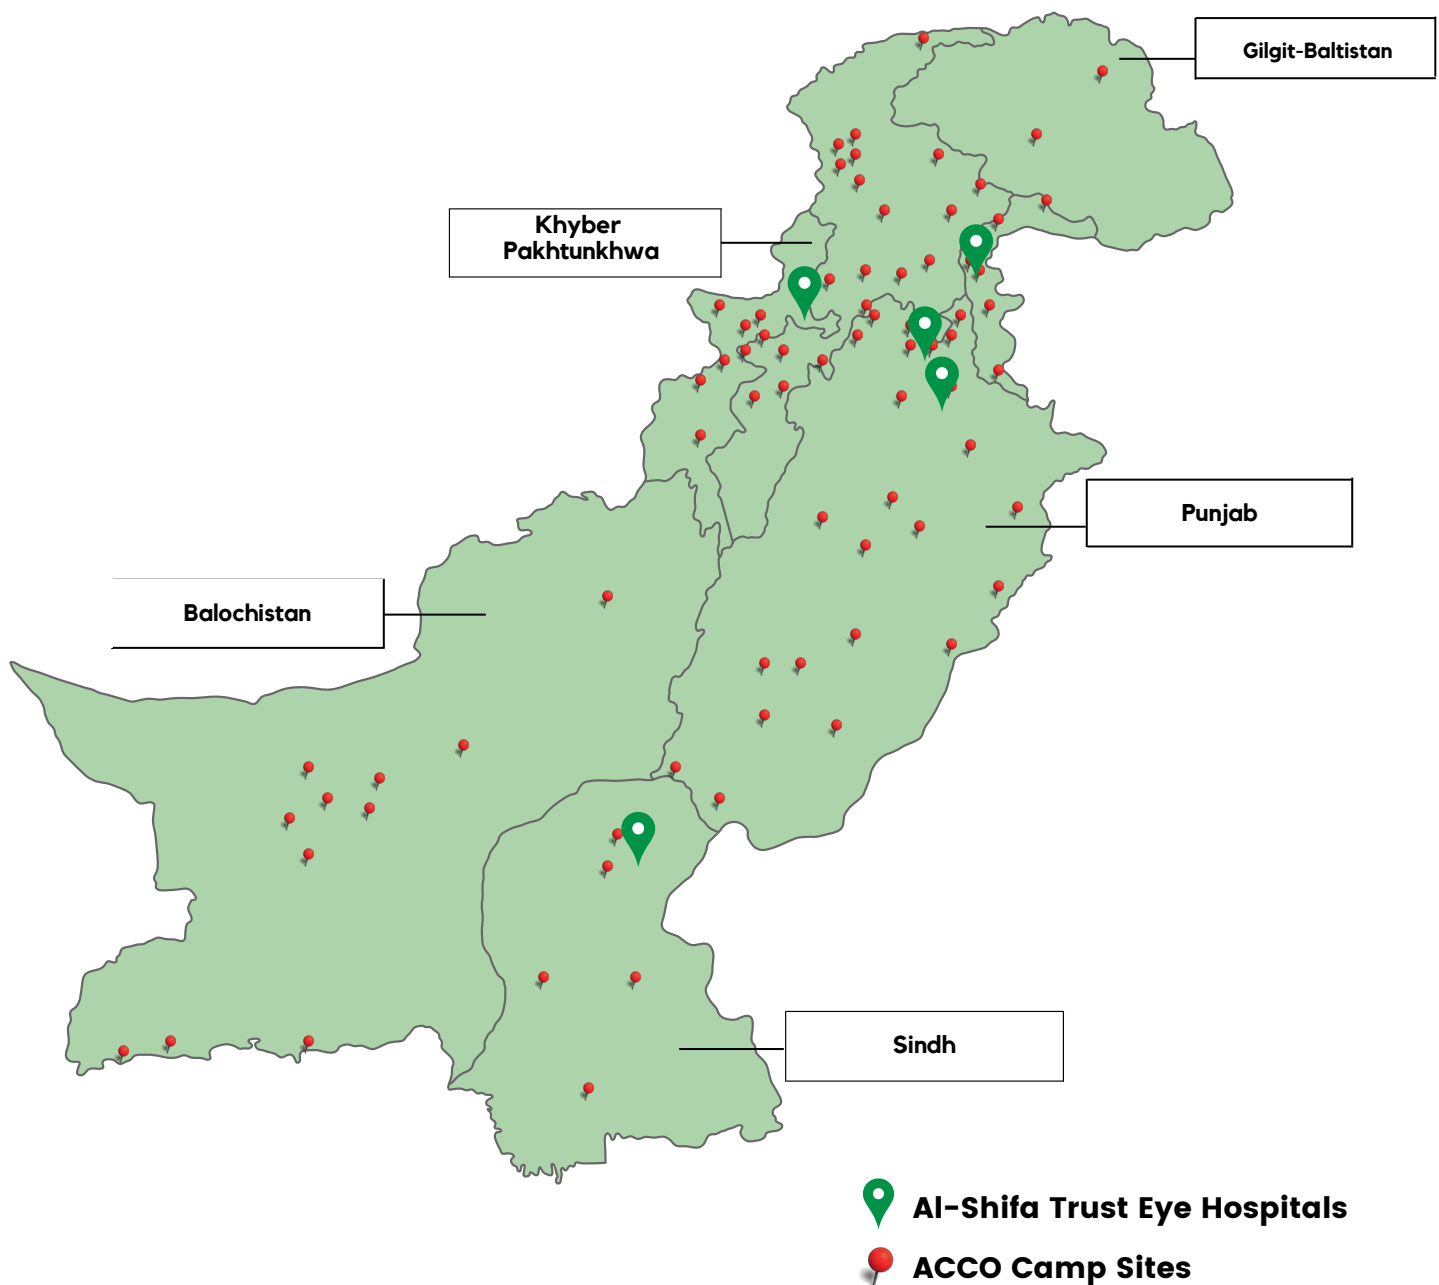 Gilgit-Baltistan
Khyber
Pakhtunkhwa
Punjab
Balochistan
Sindh
Al-Shifa Trust Eye Hospitals
ACCO Camp Sites